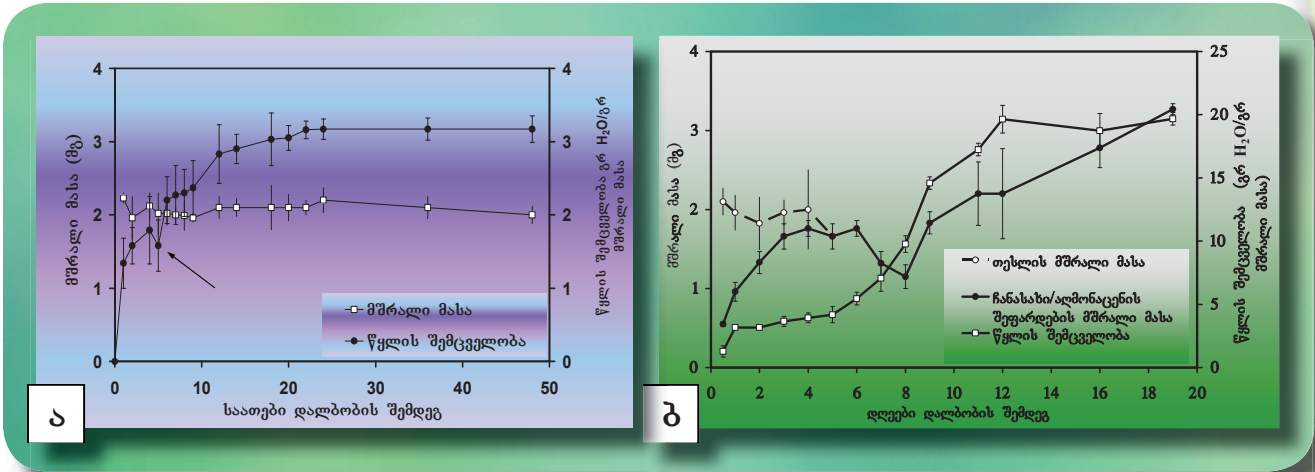 4
3
2
1
0
მშრალი მასა (მგ)
0
10
20
30
40
50
საათები დალბობის შემდეგ
4
3
2
1
0
წყლის შემცველობა გრ H₂O/გრ
მშრალი მასა
მშრალი მასა
წყლის შემცველობა
ა
4
3
2
1
0
მშრალი მასა (მგ)
0
2
4
6
8
10
12
14
16
18
20
დღეები დალბობის შემდეგ
25
20
15
10
5
0
წყლის შემცველობა (გრ H₂O/გრ
მშრალი მასა)
თესლის მშრალი მასა
ჩანასახი/აღმონაცენის
შეფარდების მშრალი მასა
წყლის შემცველობა
ბ